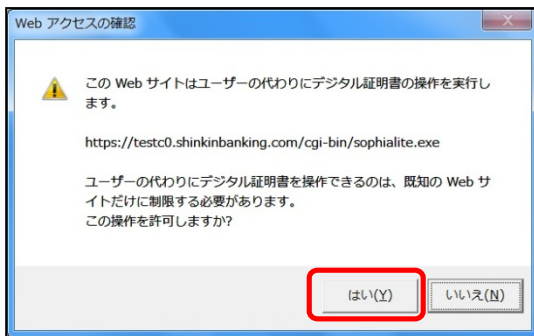 Web アクセスの確認
この Web サイトはユーザーの代わりにデジタル証明書の操作を実行し
ます。
https://testc0.shinkinbanking.com/cgi-bin/sophialite.exe
ユーザーの代わりにデジタル証明書を操作できるのは、既知の Web サ
イトだけに制限する必要があります。
この操作を許可しますか?
はい(Y)
いいえ(N)